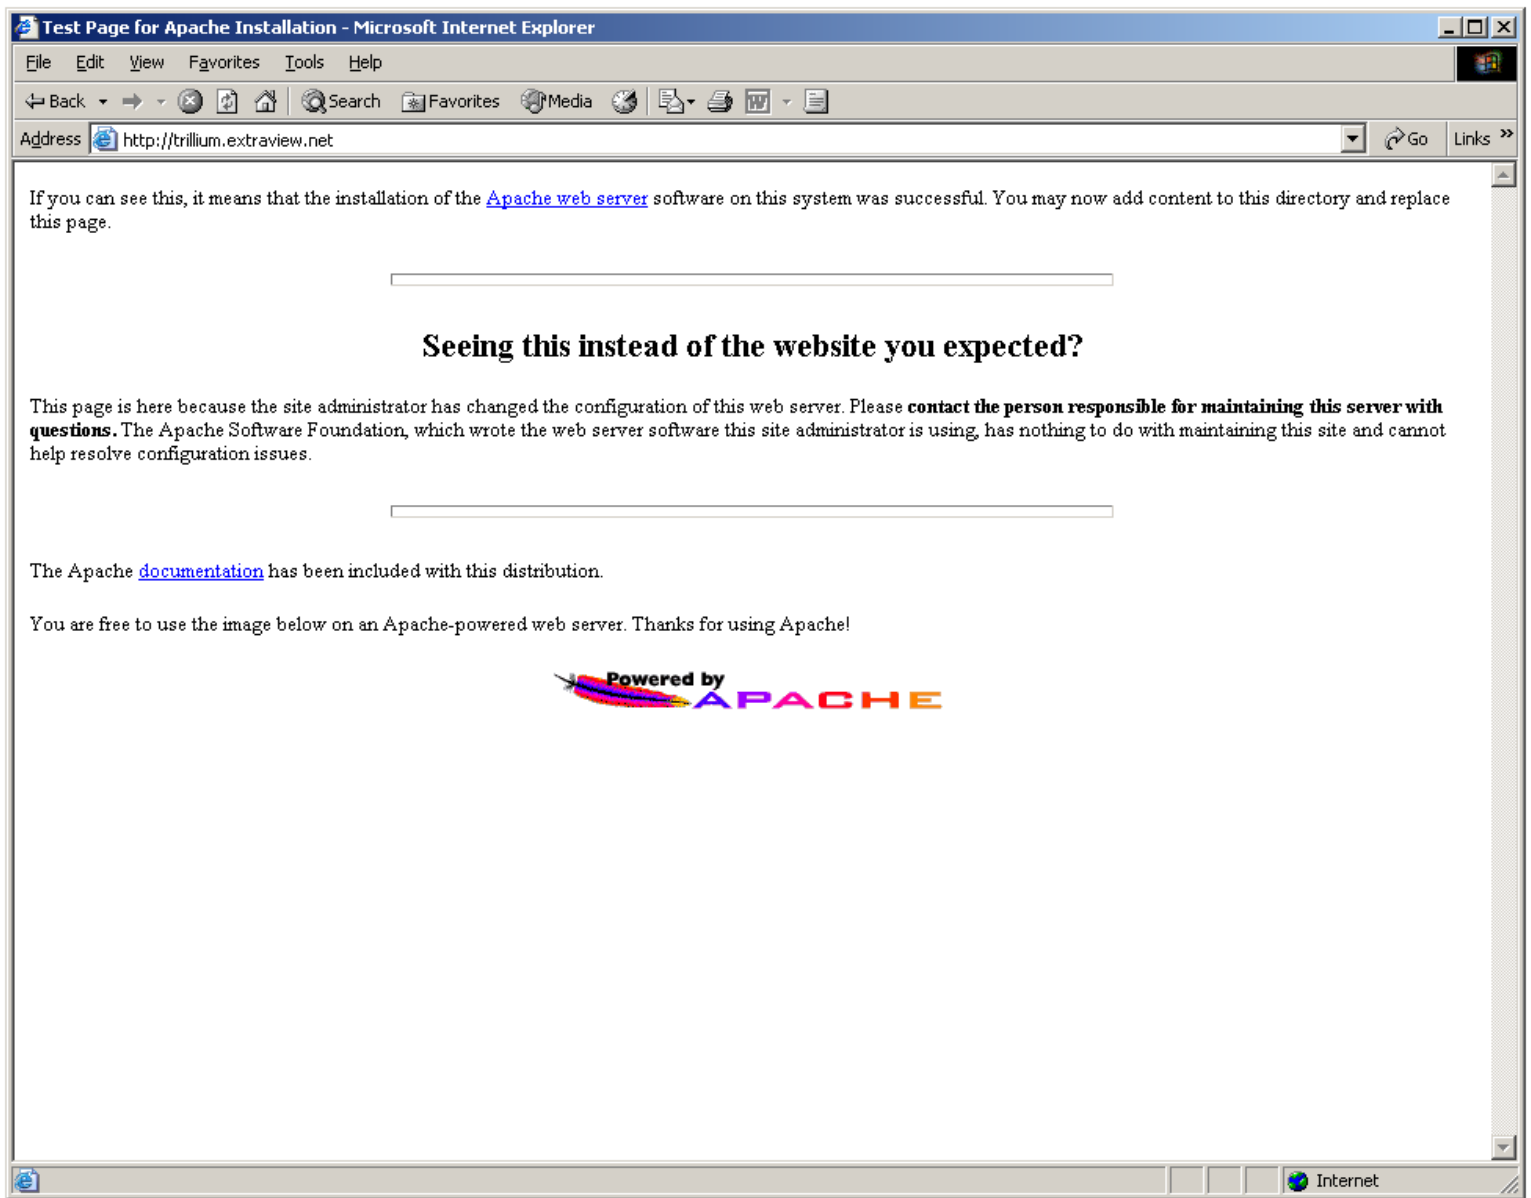 Test Page for Apache Installation - Microsoft Internet Explorer
File Edit View Favorites Tools Help
Back Search Favorites Media
Address http://trillium.extraview.net Go Links »
If you can see this, it means that the installation of the Apache web server software on this system was successful. You may now add content to this directory and replace
this page.
Seeing this instead of the website you expected?
This page is here because the site administrator has changed the configuration of this web server. Please contact the person responsible for maintaining this server with
questions. The Apache Software Foundation, which wrote the web server software this site administrator is using, has nothing to do with maintaining this site and cannot
help resolve configuration issues.
The Apache documentation has been included with this distribution.
You are free to use the image below on an Apache-powered web server. Thanks for using Apache!
Powered by
APACHE
Internet